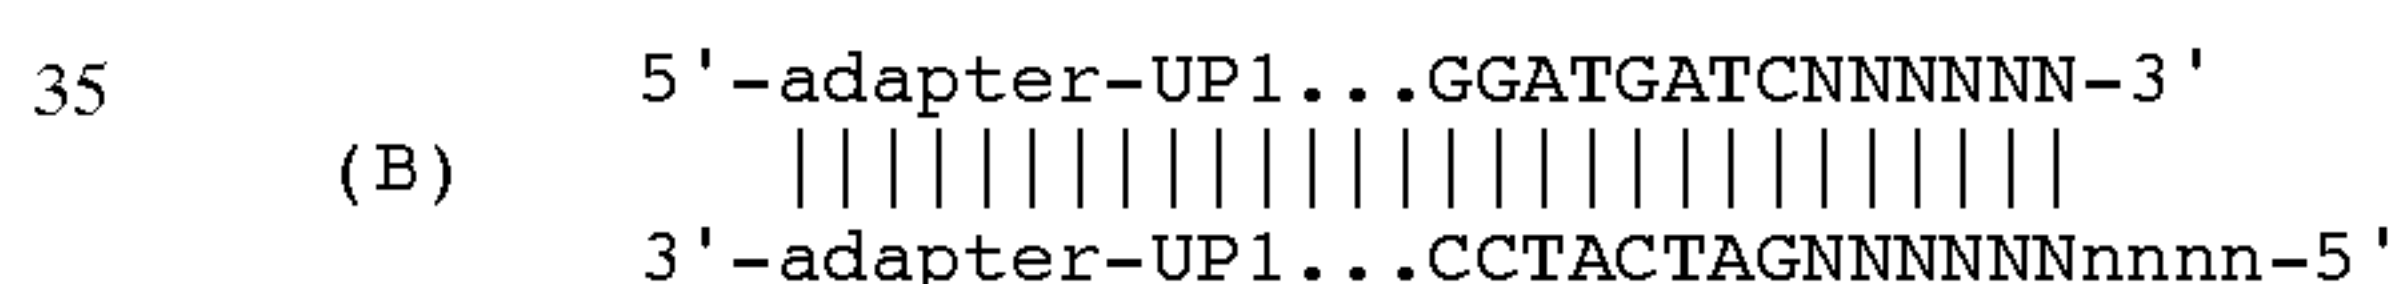 35
5'-adapter-UP1...GGATGATCNNNNNN-3'
(B) ||||||||||||||||||||||||||||
3'-adapter-UP1...CCTACTAGNNNNNNnnnn-5'